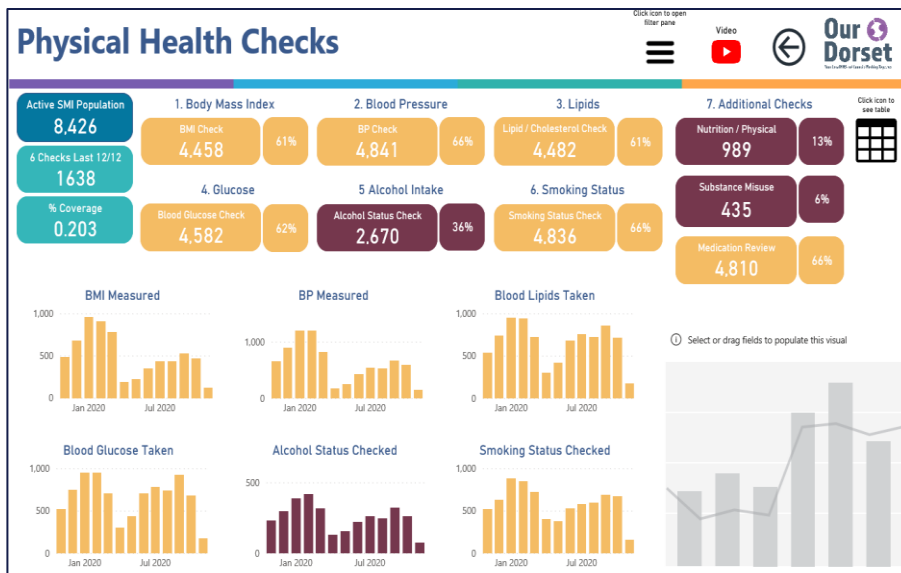 Physical Health Checks
Click icon to open
filter pane
Video
Our
Dorset
Active SMI Population
8,426
6 Checks Last 12/12
1638
% Coverage
0.203
1. Body Mass Index
BMI Check
4,458
61%
2. Blood Pressure
BP Check
4,841
66%
3. Lipids
Lipid / Cholesterol Check
4,482
61%
4. Glucose
Blood Glucose Check
4,582
62%
5 Alcohol Intake
Alcohol Status Check
2,670
36%
6. Smoking Status
Smoking Status Check
4,836
66%
7. Additional Checks
Nutrition / Physical
989
13%
Substance Misuse
435
6%
Medication Review
4,810
66%
Click icon to
see table
BMI Measured
1,000
500
0
Jan 2020
Jul 2020
BP Measured
1,000
0
Jan 2020
Jul 2020
Blood Lipids Taken
1,000
500
0
Jan 2020
Jul 2020
Select or drag fields to populate this visual
Blood Glucose Taken
1,000
500
0
Jan 2020
Jul 2020
Alcohol Status Checked
500
0
Jan 2020
Jul 2020
Smoking Status Checked
1,000
500
0
Jan 2020
Jul 2020